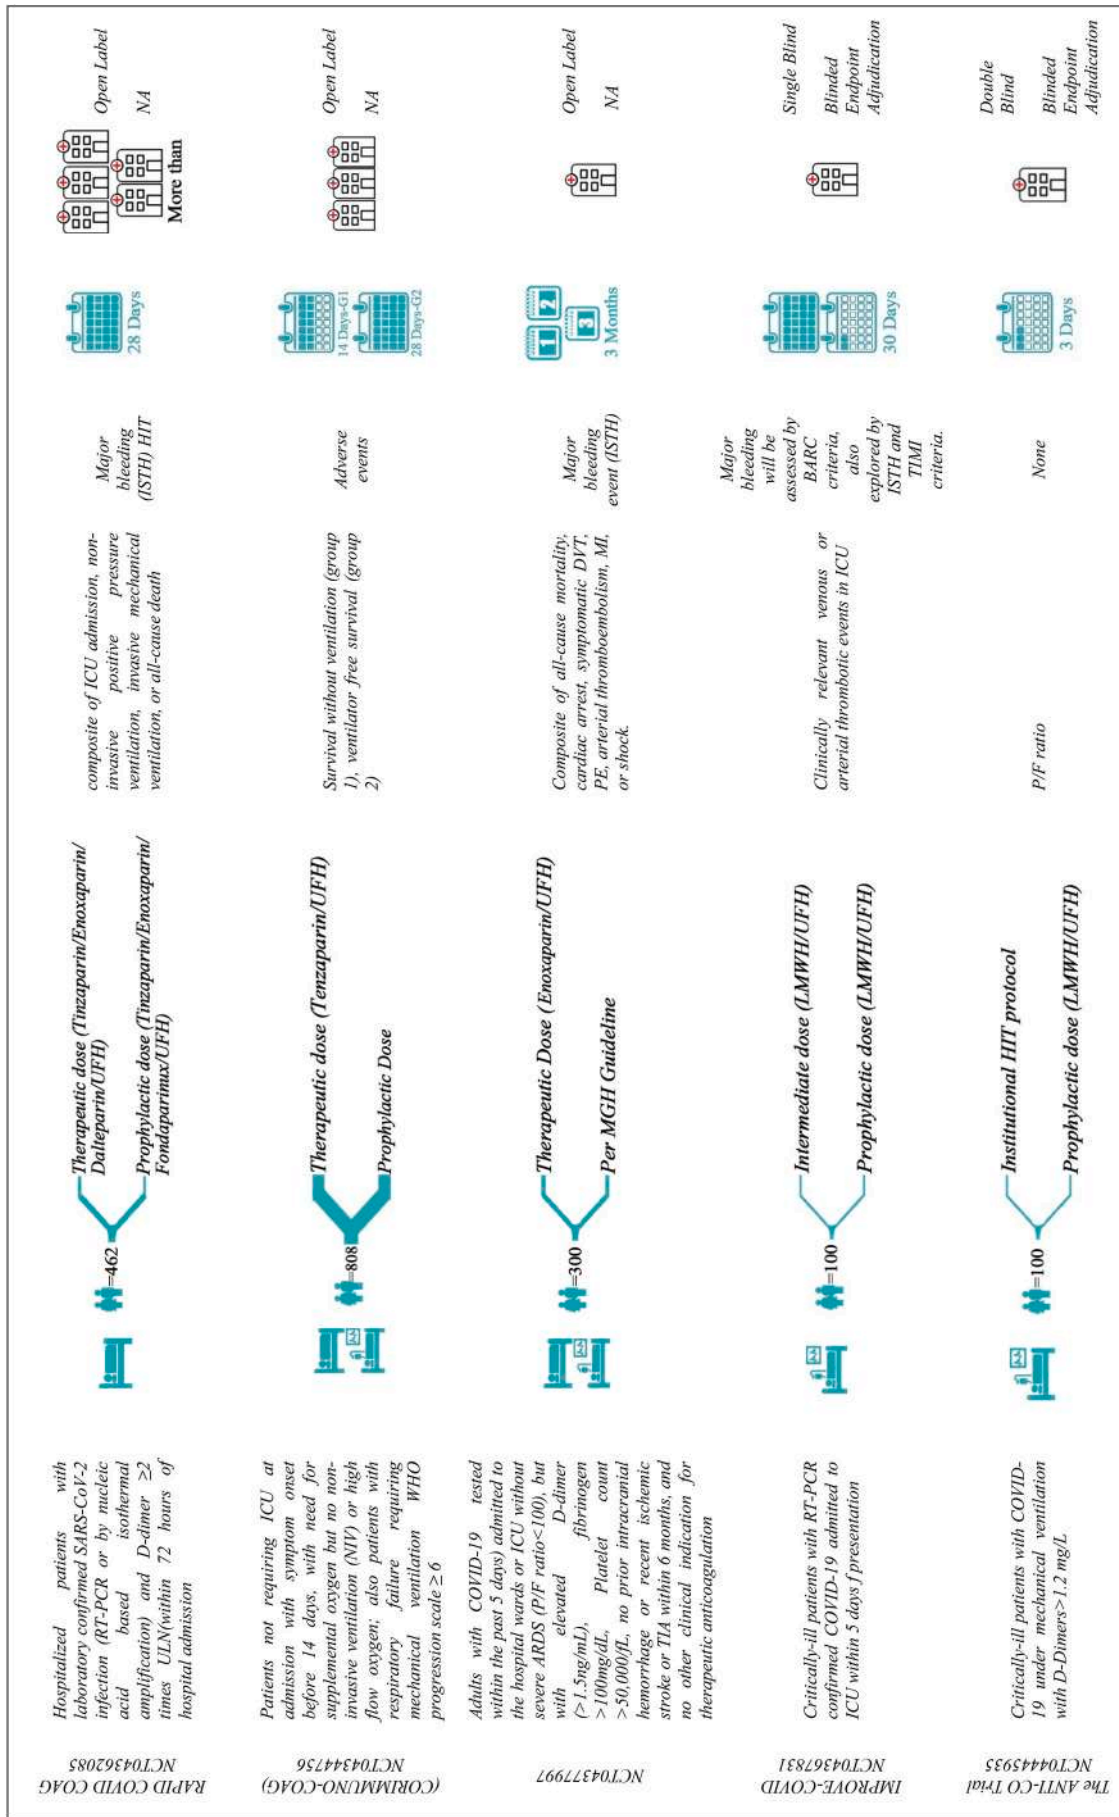 RAPID COVID COAG
NCT04362085
Hospitalized patients with
laboratory confirmed SARS-CoV-2
infection (RT-PCR or by nucleic
acid based isothermal
amplification) and D-dimer ≥2
times ULN(within 72 hours of
hospital admission
=462
Therapeutic dose (Tinzaparin/Enoxaparin/
Dalteparin/UFH)
Prophylactic dose (Tinzaparin/Enoxaparin/
Fondaparinux/UFH)
composite of ICU admission, non-
invasive positive pressure
ventilation, invasive mechanical
ventilation, or all-cause death
Major
bleeding
(ISTH) HIT
28 Days
More than
Open Label
NA
(CORIMMUNO-COAG)
NCT04344756
Patients not requiring ICU at
admission with symptom onset
before 14 days, with need for
supplemental oxygen but no non-
invasive ventilation (NIV) or high
flow oxygen; also patients with
respiratory failure requiring
mechanical ventilation WHO
progression scale ≥ 6
=808
Therapeutic dose (Tenzaparin/UFH)
Prophylactic Dose
Survival without ventilation (group
1), ventilator free survival (group
2)
Adverse
events
14 Days-G1
28 Days-G2
Open Label
NA
NCT04377997
Adults with COVID-19 tested
within the past 5 days) admitted to
the hospital wards or ICU without
severe ARDS (P/F ratio<100), but
with elevated D-dimer
(>1.5ng/mL), fibrinogen
>100mg/dL, Platelet count
>50,000/fL, no prior intracranial
hemorrhage or recent ischemic
stroke or TIA within 6 months, and
no other clinical indication for
therapeutic anticoagulation
=300
Therapeutic Dose (Enoxaparin/UFH)
Per MGH Guideline
Composite of all-cause mortality,
cardiac arrest, symptomatic DVT,
PE, arterial thromboembolism, MI,
or shock.
Major
bleeding
event (ISTH)
1
2
3
3 Months
Open Label
NA
IMPROVE-COVID
NCT04367831
Critically-ill patients with RT-PCR
confirmed COVID-19 admitted to
ICU within 5 days f presentation
=100
Intermediate dose (LMWH/UFH)
Prophylactic dose (LMWH/UFH)
Clinically relevant venous or
arterial thrombotic events in ICU
Major
bleeding
will be
assessed by
BARC
criteria,
also
explored by
ISTH and
TIMI
criteria.
30 Days
Single Blind
Blinded
Endpoint
Adjudication
The ANTI-CO Trial
NCT04445935
Critically-ill patients with COVID-
19 under mechanical ventilation
with D-Dimers>1.2 mg/L
=100
Institutional HIT protocol
Prophylactic dose (LMWH/UFH)
P/F ratio
None
3 Days
Double
Blind
Blinded
Endpoint
Adjudication